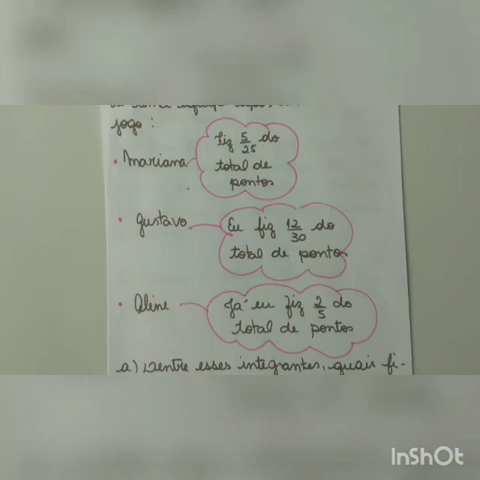 jogo:
• Mariana
fiz 5/25 do
total de
pontos
• Gustavo
Eu fiz 12/30 do
total de pontos
• Aline
Já eu fiz 2/5 do
total de pontos
a) Dentre esses integrantes, quais fi-
InShOt